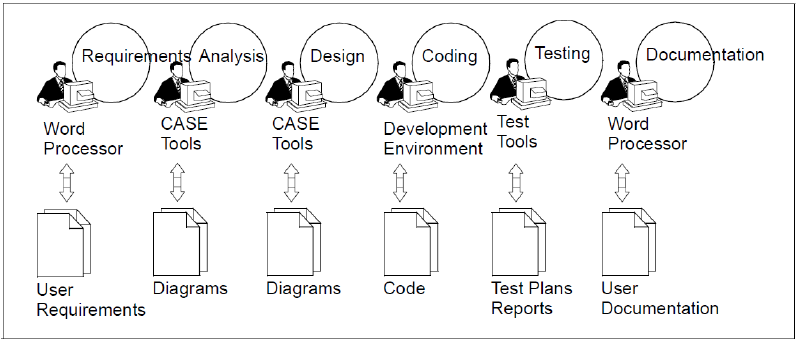 Requirements
Analysis
Design
Coding
Testing
Documentation
Word
Processor
CASE
Tools
CASE
Tools
Development
Environment
Test
Tools
Word
Processor
User
Requirements
Diagrams
Diagrams
Code
Test Plans
Reports
User
Documentation